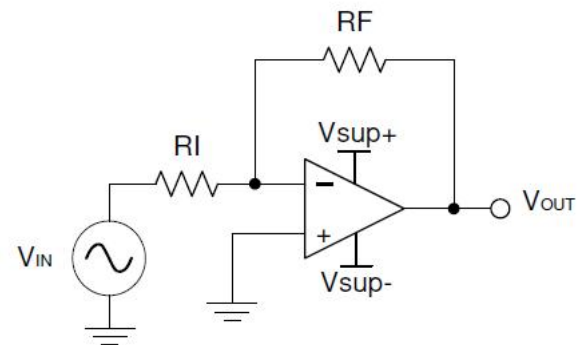 RF
Vsup+
RI
−
VOUT
+
VIN
Vsup-